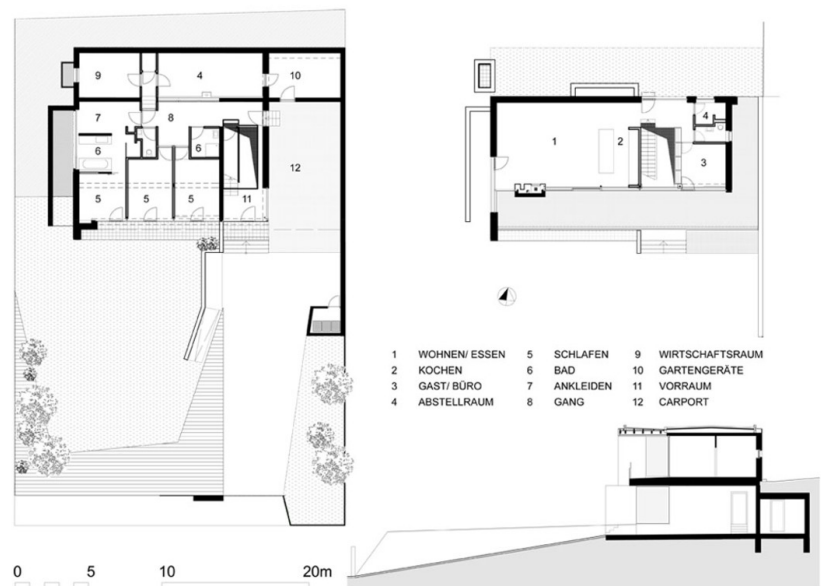 9 4 10
7 8
6 6
12
5 5 5 11
4
1 2
3
1 WOHNEN/ ESSEN 5 SCHLAFEN 9 WIRTSCHAFTSRAUM
2 KOCHEN 6 BAD 10 GARTENGERÄTE
3 GAST/ BÜRO 7 ANKLEIDEN 11 VORRAUM
4 ABSTELLRAUM 8 GANG 12 CARPORT
0 5 10 20m